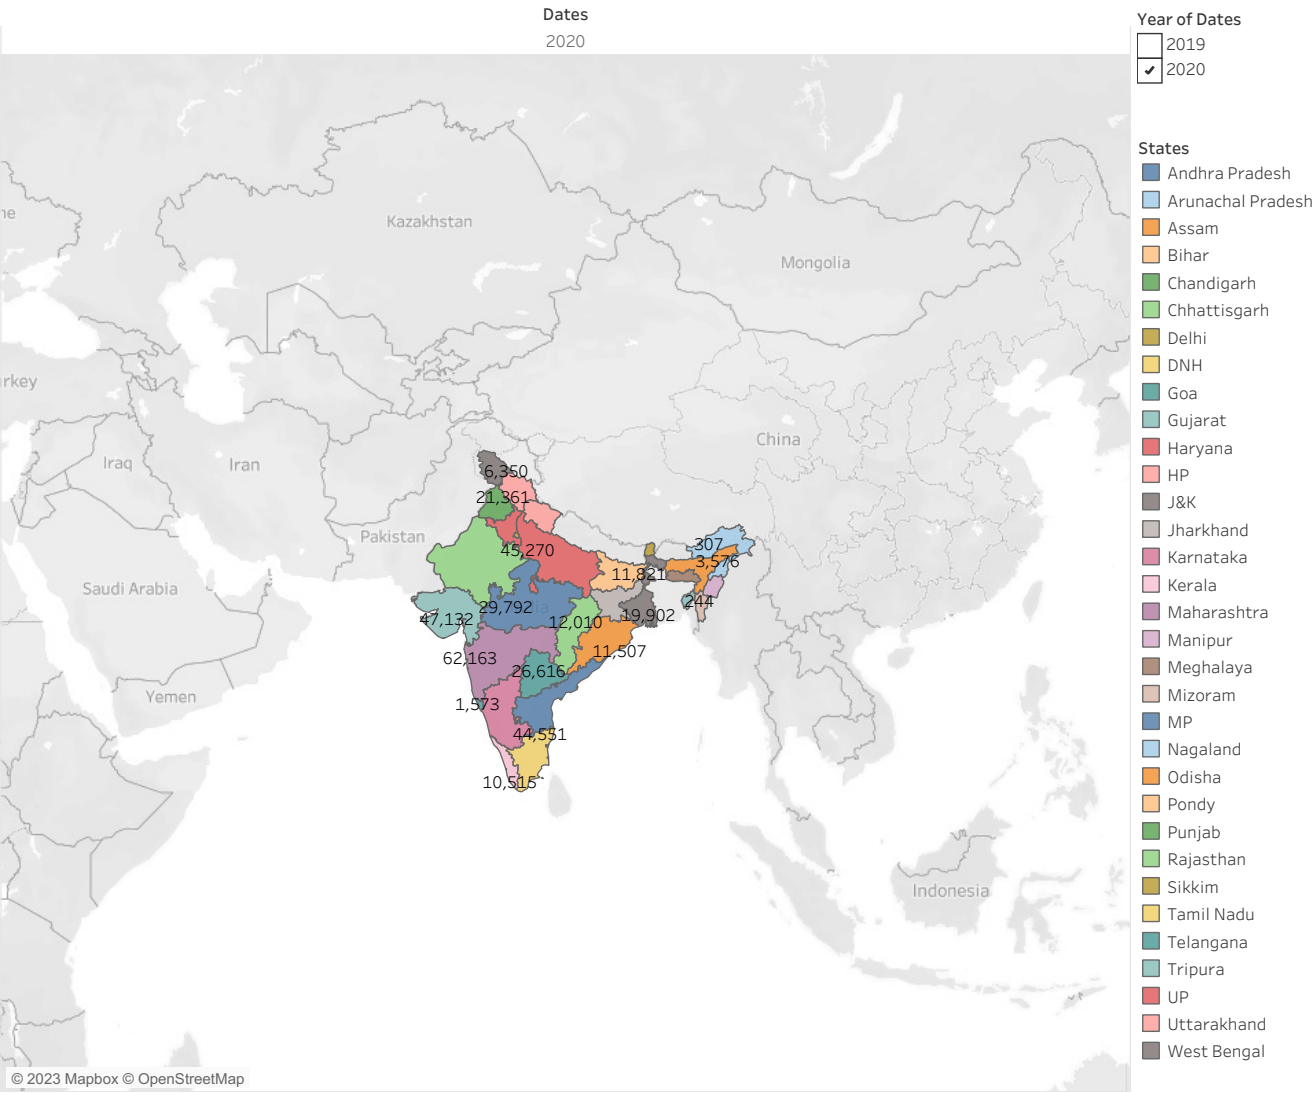 Dates
2020
Year of Dates
2019
2020
States
Andhra Pradesh
Arunachal Pradesh
Assam
Bihar
Chandigarh
Chhattisgarh
Delhi
DNH
Goa
Gujarat
Haryana
HP
J&K
Jharkhand
Karnataka
Kerala
Maharashtra
Manipur
Meghalaya
Mizoram
MP
Nagaland
Odisha
Pondy
Punjab
Rajasthan
Sikkim
Tamil Nadu
Telangana
Tripura
UP
Uttarakhand
West Bengal
ne
Kazakhstan
Mongolia
rkey
China
Iraq
Iran
6,350
21,361
Pakistan
307
45,270
3,576
11,821
Saudi Arabia
244
29,792
ia
19,902
47,132
12,010
11,507
62,163
26,616
Yemen
1,573
44,551
10,515
Indonesia
© 2023 Mapbox © OpenStreetMap